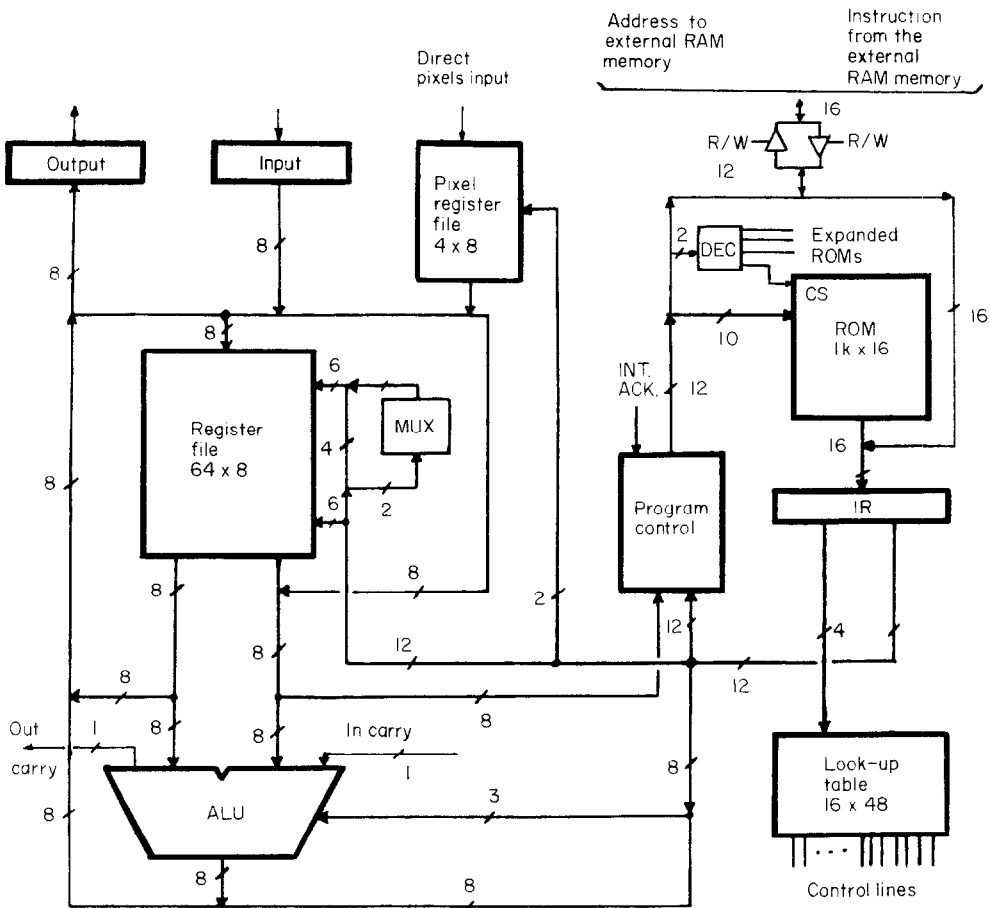 Address to
external RAM
memory
Instruction
from the
external
RAM memory
Direct
pixels input
16
R/W
R/W
12
Output
Input
Pixel
register
file
4 x 8
2
DEC
Expanded
ROMs
8
8
8
CS
ROM
1k x 16
10
16
INT.
ACK.
12
6
MUX
4
2
6
Register
file
64 x 8
8
16
IR
Program
control
8
8
2
12
4
8
12
12
8
8
8
8
Out
carry
1
In carry
1
8
ALU
3
8
8
8
Look-up
table
16 x 48
Control lines